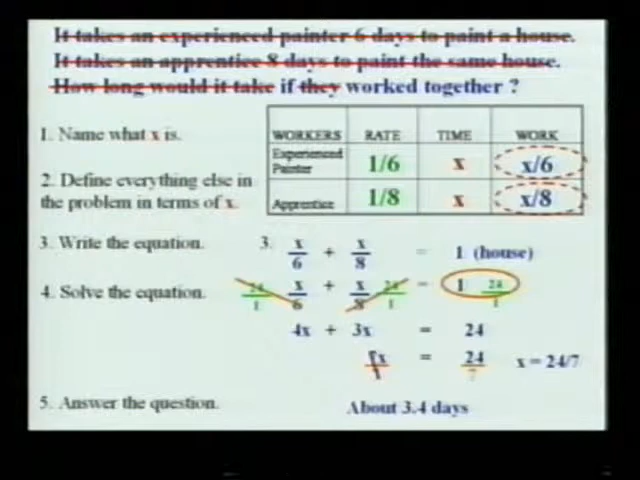 It takes an experienced painter 6 days to paint a house.
It takes an apprentice 8 days to paint the same house.
How long would it take if they worked together ?
1. Name what x is.
WORKERS RATE TIME WORK
Experienced Painter 1/6 x x/6
2. Define everything else in
the problem in terms of x.
Apprentice 1/8 x x/8
3. Write the equation. 3. x/6 + x/8 = 1 (house)
4. Solve the equation. 24/1 x/6 + x/8 24/1 = 1 24/1
4x + 3x = 24
7x/7 = 24/7 x = 24/7
5. Answer the question. About 3.4 days